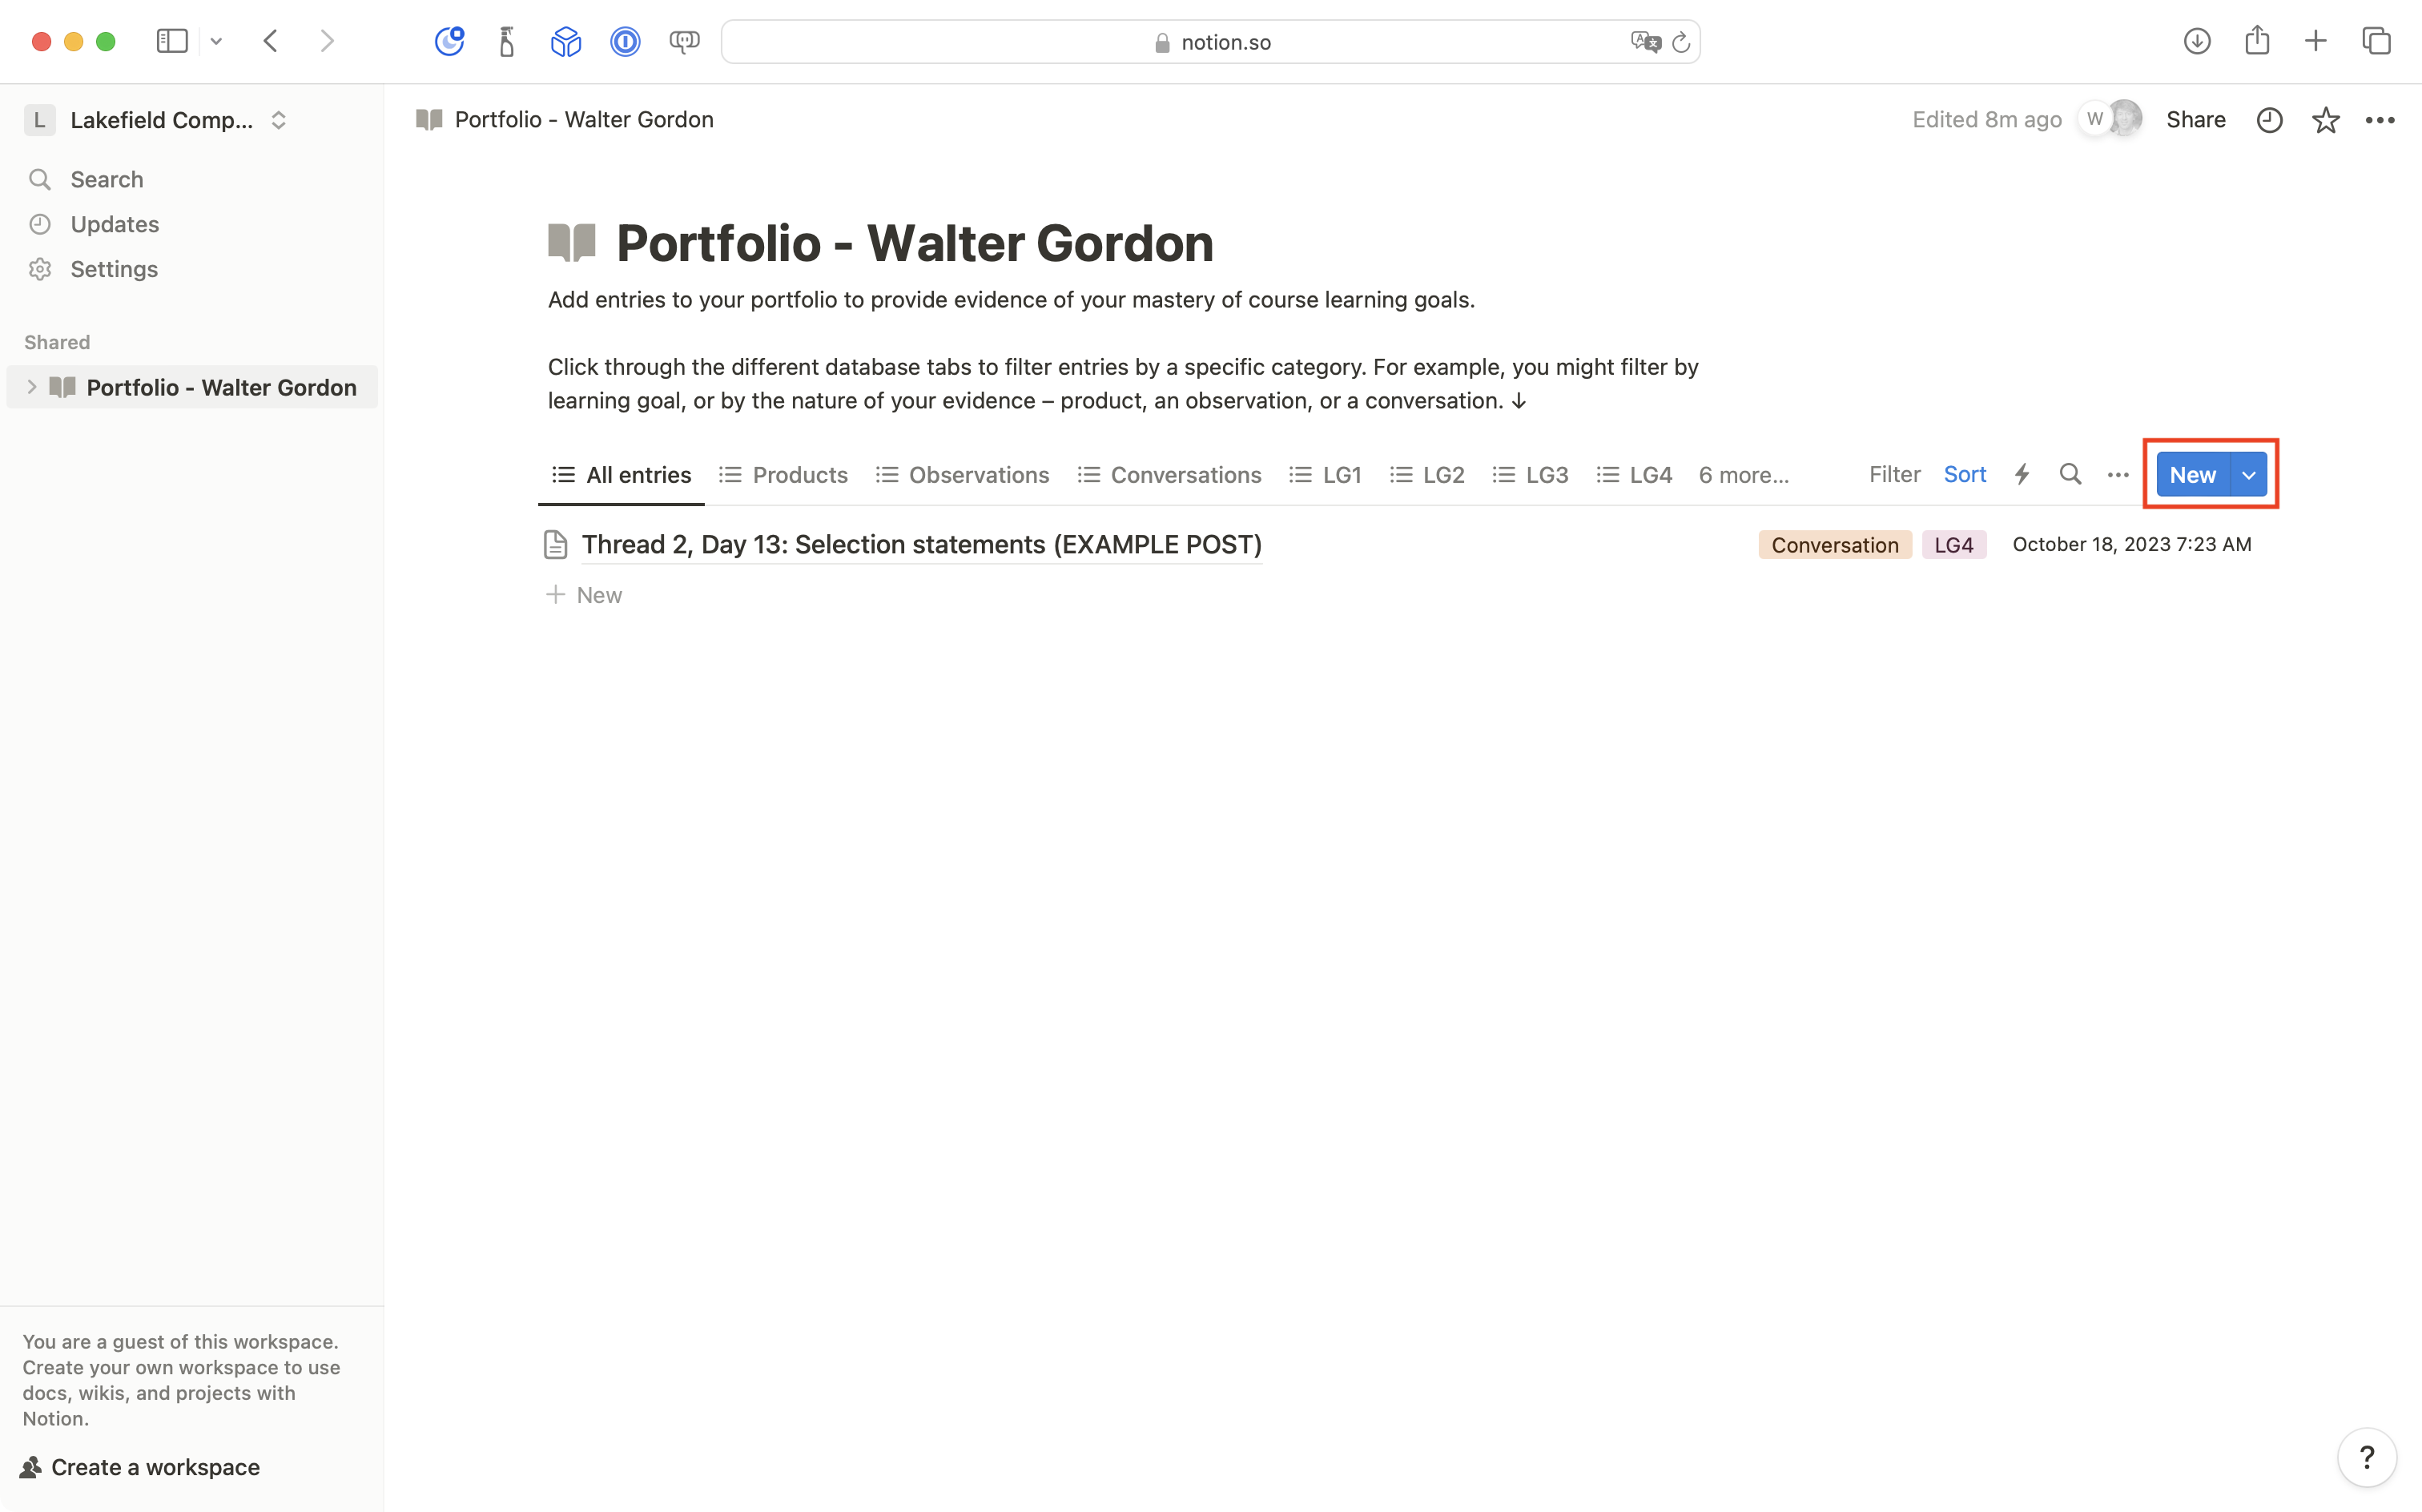 notion.so
L Lakefield Comp...
Search
Updates
Settings
Shared
Portfolio - Walter Gordon
You are a guest of this workspace.
Create your own workspace to use
docs, wikis, and projects with
Notion.
Create a workspace
Portfolio - Walter Gordon
Edited 8m ago W Share
Portfolio - Walter Gordon
Add entries to your portfolio to provide evidence of your mastery of course learning goals.
Click through the different database tabs to filter entries by a specific category. For example, you might filter by
learning goal, or by the nature of your evidence – product, an observation, or a conversation. ↓
All entries Products Observations Conversations LG1 LG2 LG3 LG4 6 more... Filter Sort New
Thread 2, Day 13: Selection statements (EXAMPLE POST) Conversation LG4 October 18, 2023 7:23 AM
+ New
?